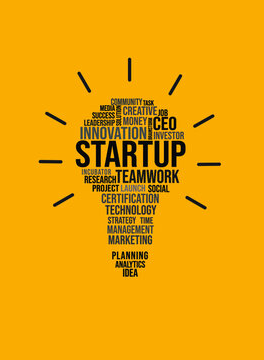 COMMUNITY TASK
MEDIA SOLUTION CREATIVE JOB
SUCCESS
LEADERSHIP MONEY CEO
INNOVATION INVESTOR
STARTUP
INCUBATOR TEAMWORK
RESEARCH
PROJECT LAUNCH SOCIAL
CERTIFICATION
TECHNOLOGY
STRATEGY TIME
MANAGEMENT
MARKETING
PLANNING
ANALYTICS
IDEA